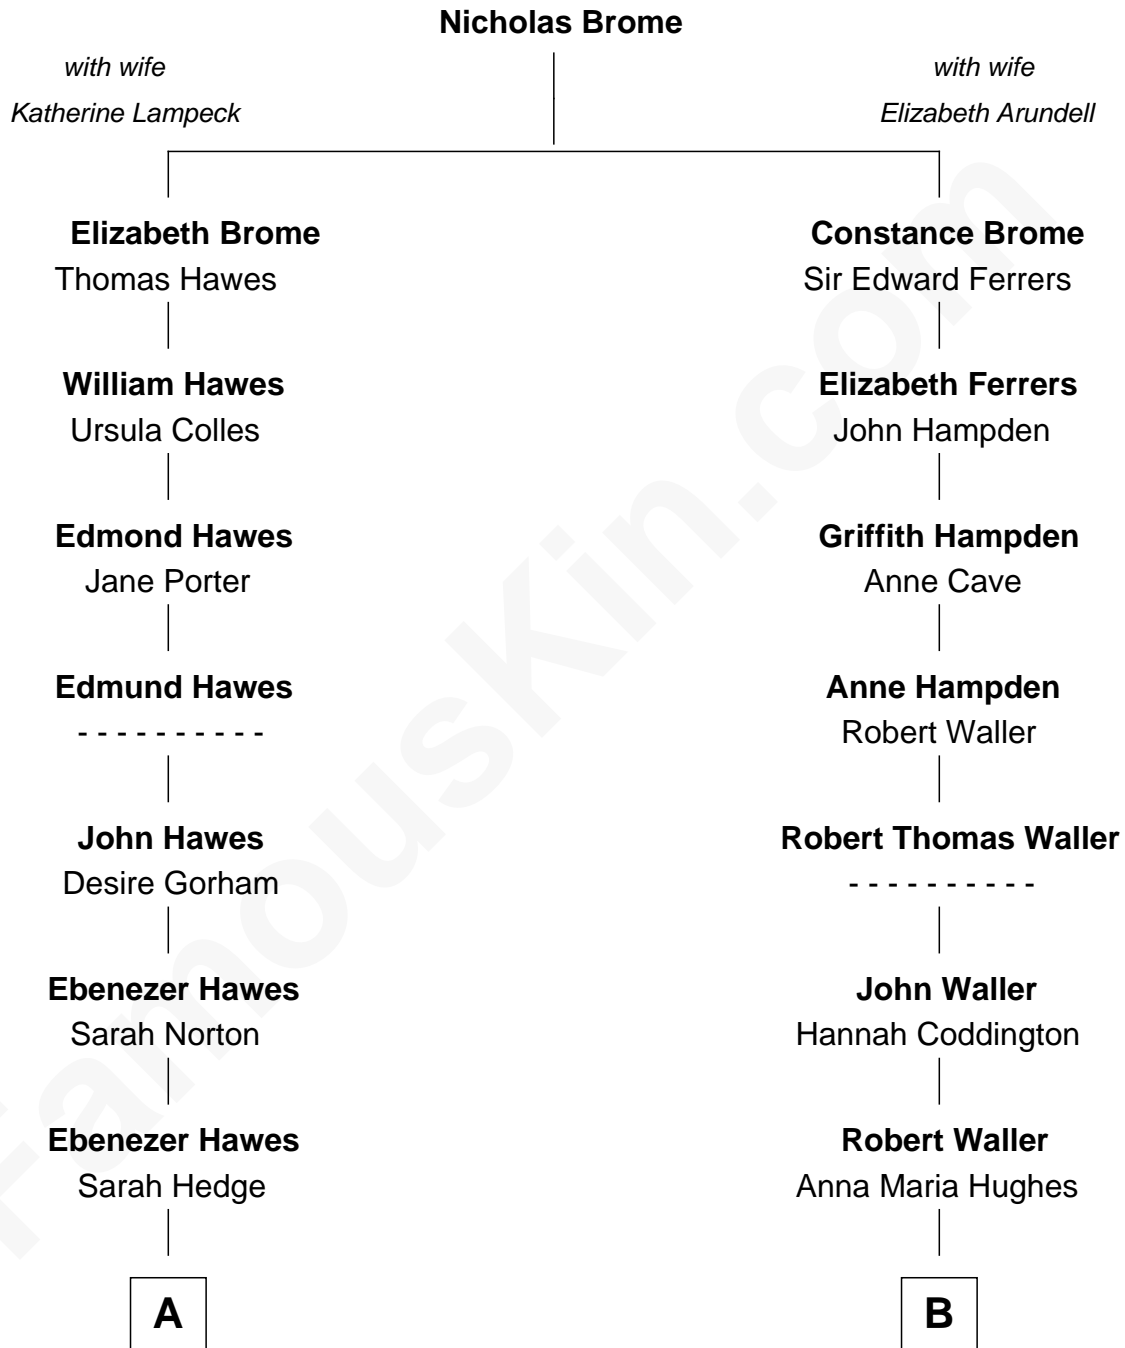 Nicholas Brome
with wife
Katherine Lampeck
with wife
Elizabeth Arundell
Elizabeth Brome
Thomas Hawes
Constance Brome
Sir Edward Ferrers
William Hawes
Ursula Colles
Elizabeth Ferrers
John Hampden
Edmond Hawes
Jane Porter
Griffith Hampden
Anne Cave
Edmund Hawes
- - - - - - - - - -
Anne Hampden
Robert Waller
John Hawes
Desire Gorham
Robert Thomas Waller
- - - - - - - - - -
Ebenezer Hawes
Sarah Norton
John Waller
Hannah Coddington
Ebenezer Hawes
Sarah Hedge
Robert Waller
Anna Maria Hughes
A
B
FamousKin.com